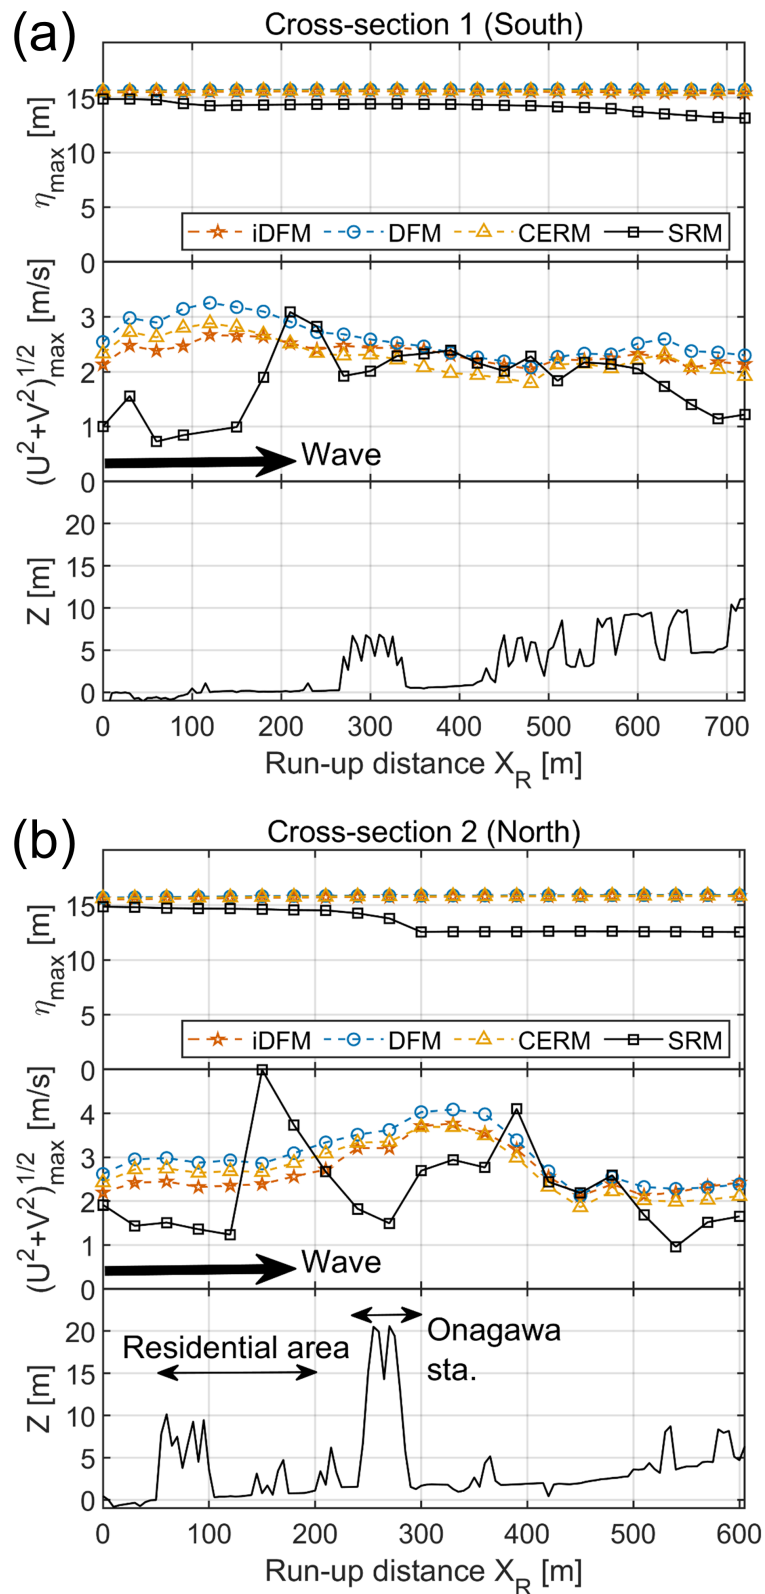 (a)
Cross-section 1 (South)
15
10
5
0
η_max [m]
iDFM DFM CERM SRM
3
2
1
0
(U²+V²)^{1/2}_max [m/s]
Wave
20
15
10
5
0
Z [m]
0 100 200 300 400 500 600 700
Run-up distance X_R [m]
(b)
Cross-section 2 (North)
15
10
5
0
η_max [m]
iDFM DFM CERM SRM
4
3
2
1
0
(U²+V²)^{1/2}_max [m/s]
Wave
20
15
10
5
0
Z [m]
Residential area
Onagawa
sta.
0 100 200 300 400 500 600
Run-up distance X_R [m]